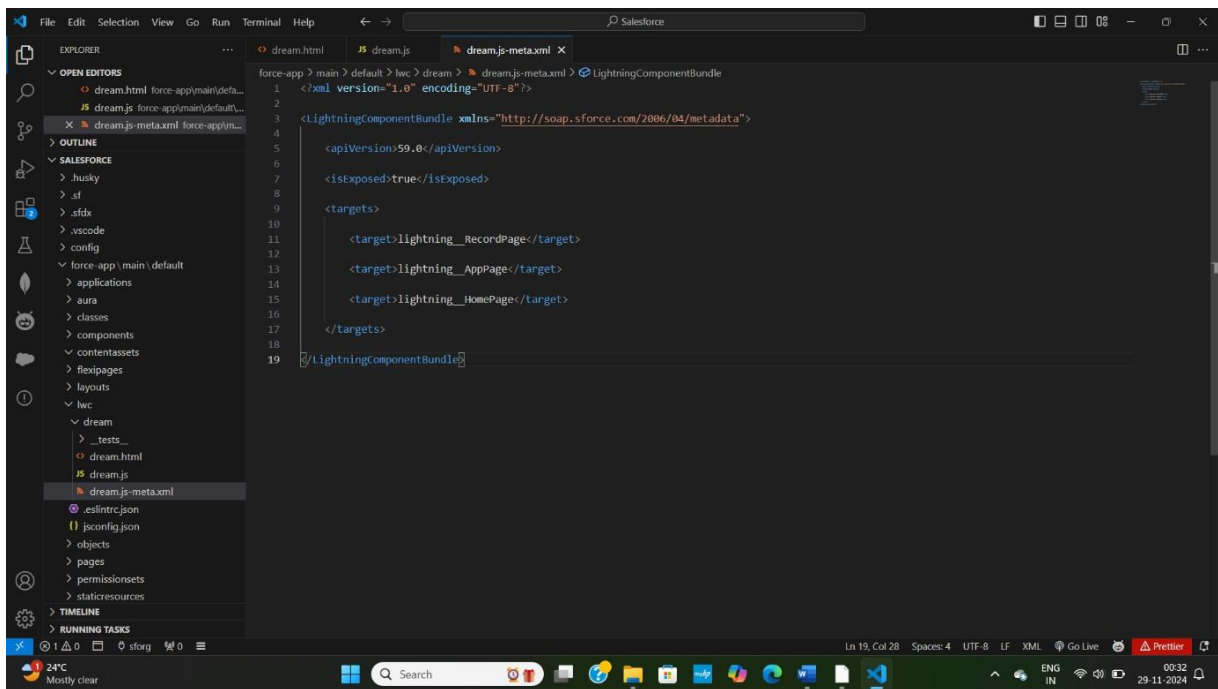 File Edit Selection View Go Run Terminal Help
Salesforce
EXPLORER
OPEN EDITORS
dream.html force-app\main\defa...
JS dream.js force-app\main\default\...
dream.js-meta.xml force-app\m...
OUTLINE
SALESFORCE
.husky
.sf
.sfdx
.vscode
config
force-app \ main \ default
applications
aura
classes
components
contentassets
flexipages
layouts
lwc
dream
__tests__
dream.html
JS dream.js
dream.js-meta.xml
.eslintrc.json
{} jsconfig.json
objects
pages
permissionsets
staticresources
TIMELINE
RUNNING TASKS
2
dream.html JS dream.js dream.js-meta.xml
force-app > main > default > lwc > dream > dream.js-meta.xml > LightningComponentBundle
1 <?xml version="1.0" encoding="UTF-8"?>
2
3 <LightningComponentBundle xmlns="http://soap.sforce.com/2006/04/metadata">
4
5 <apiVersion>59.0</apiVersion>
6
7 <isExposed>true</isExposed>
8
9 <targets>
10
11 <target>lightning__RecordPage</target>
12
13 <target>lightning__AppPage</target>
14
15 <target>lightning__HomePage</target>
16
17 </targets>
18
19 </LightningComponentBundle>
1 0 sforg 0 Ln 19, Col 28 Spaces: 4 UTF-8 LF XML Go Live Prettier
1 24°C
Mostly clear
Search
ENG
IN
00:32
29-11-2024